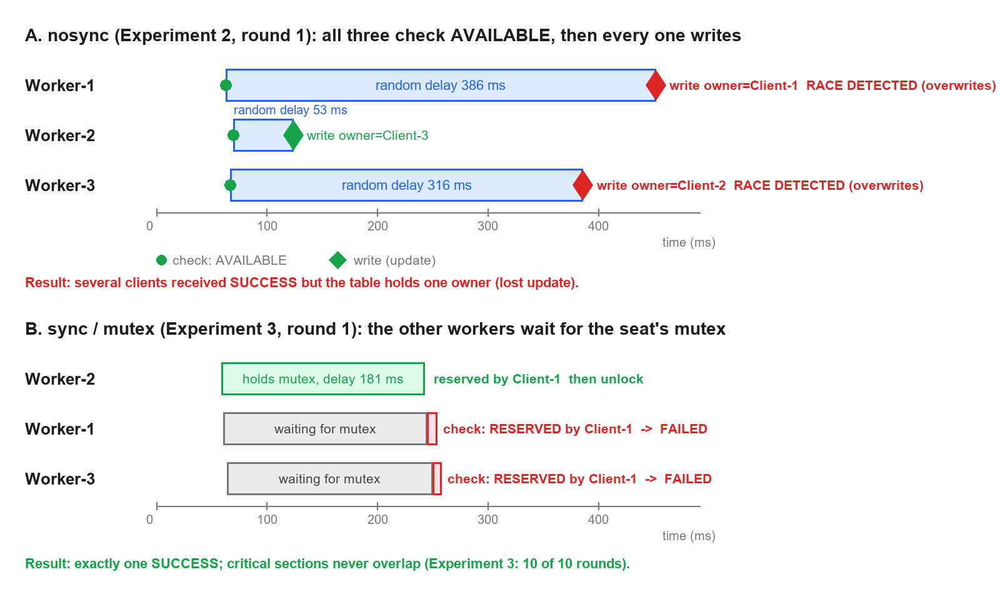 A. nosync (Experiment 2, round 1): all three check AVAILABLE, then every one writes
Worker-1
random delay 386 ms
write owner=Client-1 RACE DETECTED (overwrites)
random delay 53 ms
Worker-2
write owner=Client-3
Worker-3
random delay 316 ms
write owner=Client-2 RACE DETECTED (overwrites)
0 100 200 300 400
time (ms)
check: AVAILABLE write (update)
Result: several clients received SUCCESS but the table holds one owner (lost update).
B. sync / mutex (Experiment 3, round 1): the other workers wait for the seat's mutex
Worker-2
holds mutex, delay 181 ms
reserved by Client-1 then unlock
Worker-1
waiting for mutex
check: RESERVED by Client-1 -> FAILED
Worker-3
waiting for mutex
check: RESERVED by Client-1 -> FAILED
0 100 200 300 400
time (ms)
Result: exactly one SUCCESS; critical sections never overlap (Experiment 3: 10 of 10 rounds).